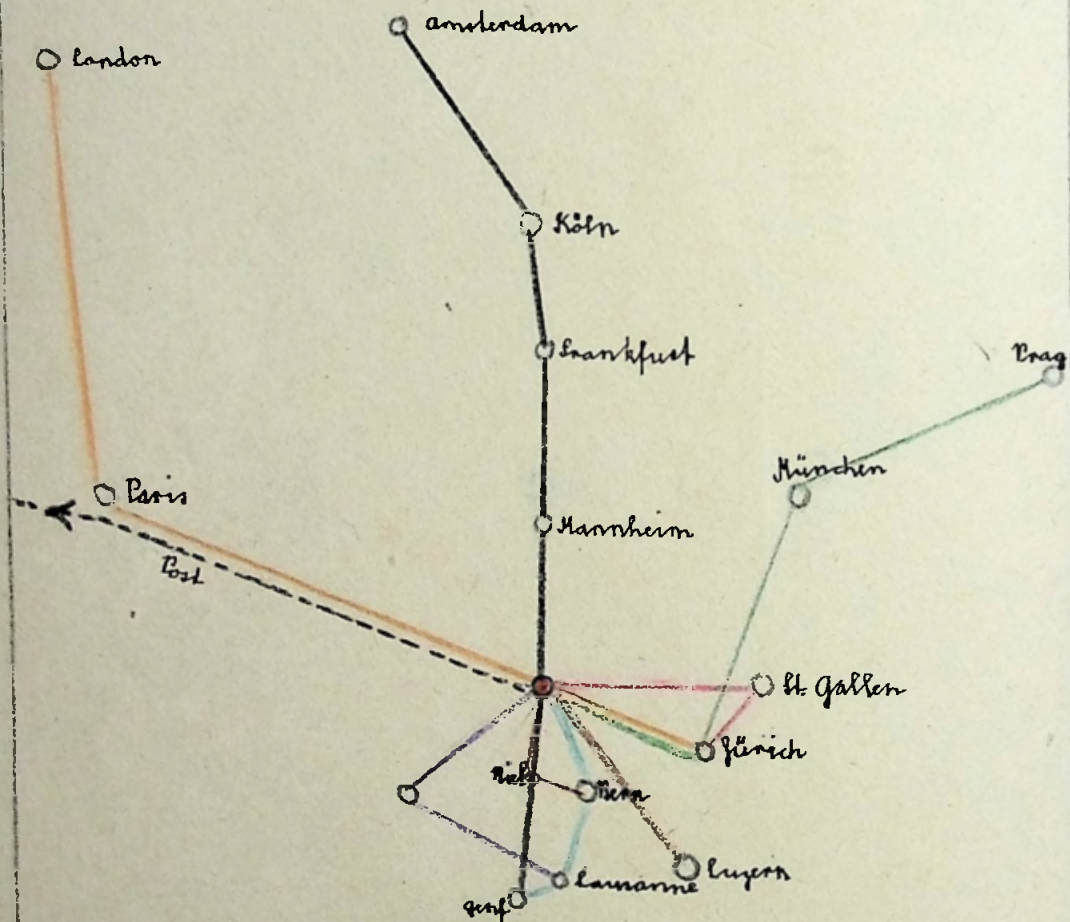 Amsterdam
London
Köln
Frankfurt
Prag
München
Paris
Mannheim
Post
St. Gallen
Zürich
Biel
Bern
Luzern
Lausanne
Genf